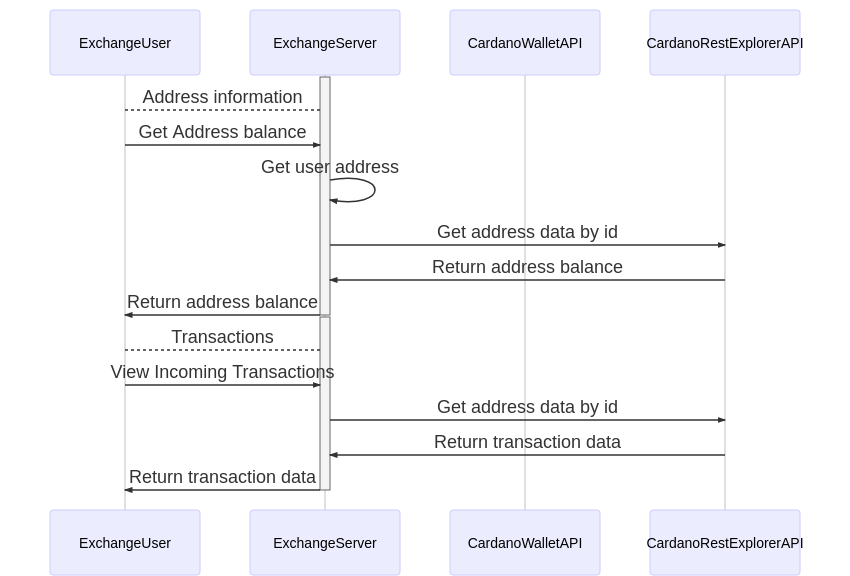 ExchangeUser
ExchangeServer
CardanoWalletAPI
CardanoRestExplorerAPI
Address information
Get Address balance
Get user address
Get address data by id
Return address balance
Return address balance
Transactions
View Incoming Transactions
Get address data by id
Return transaction data
Return transaction data
ExchangeUser
ExchangeServer
CardanoWalletAPI
CardanoRestExplorerAPI